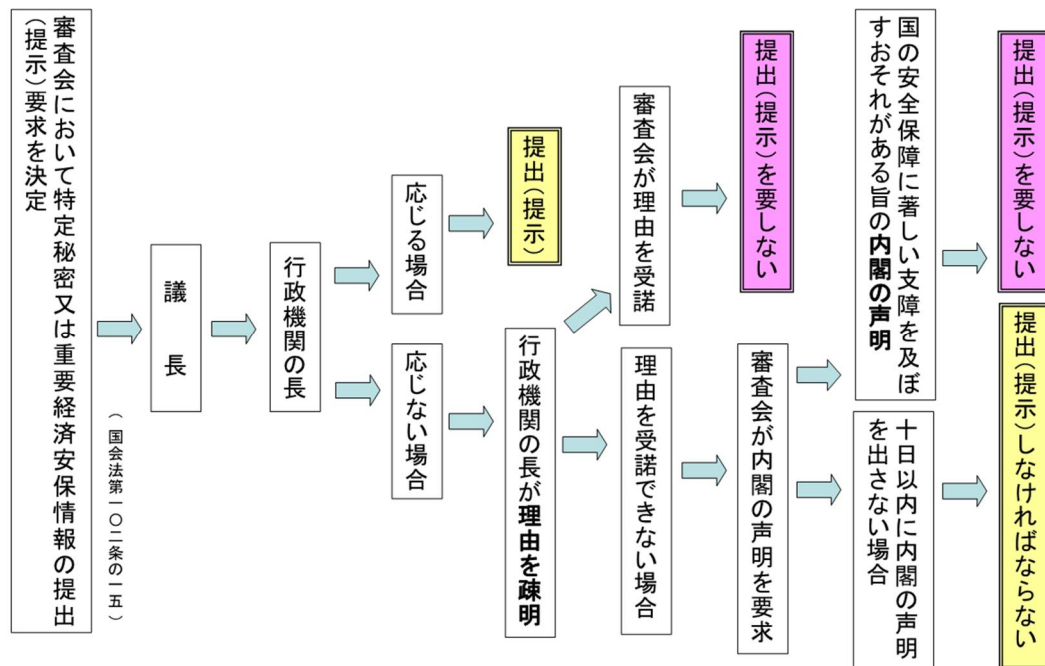 審査会において特定秘密又は重要経済安保情報の提出
（提示）要求を決定
（国会法第一〇二条の一五）
議長
行政機関の長
応じる場合
応じない場合
提出（提示）
行政機関の長が理由を疎明
審査会が理由を受諾
理由を受諾できない場合
提出（提示）を要しない
審査会が内閣の声明を要求
国の安全保障に著しい支障を及ぼ
すおそれがある旨の内閣の声明
十日以内に内閣の声明
を出さない場合
提出（提示）を要しない
提出（提示）しなければならない